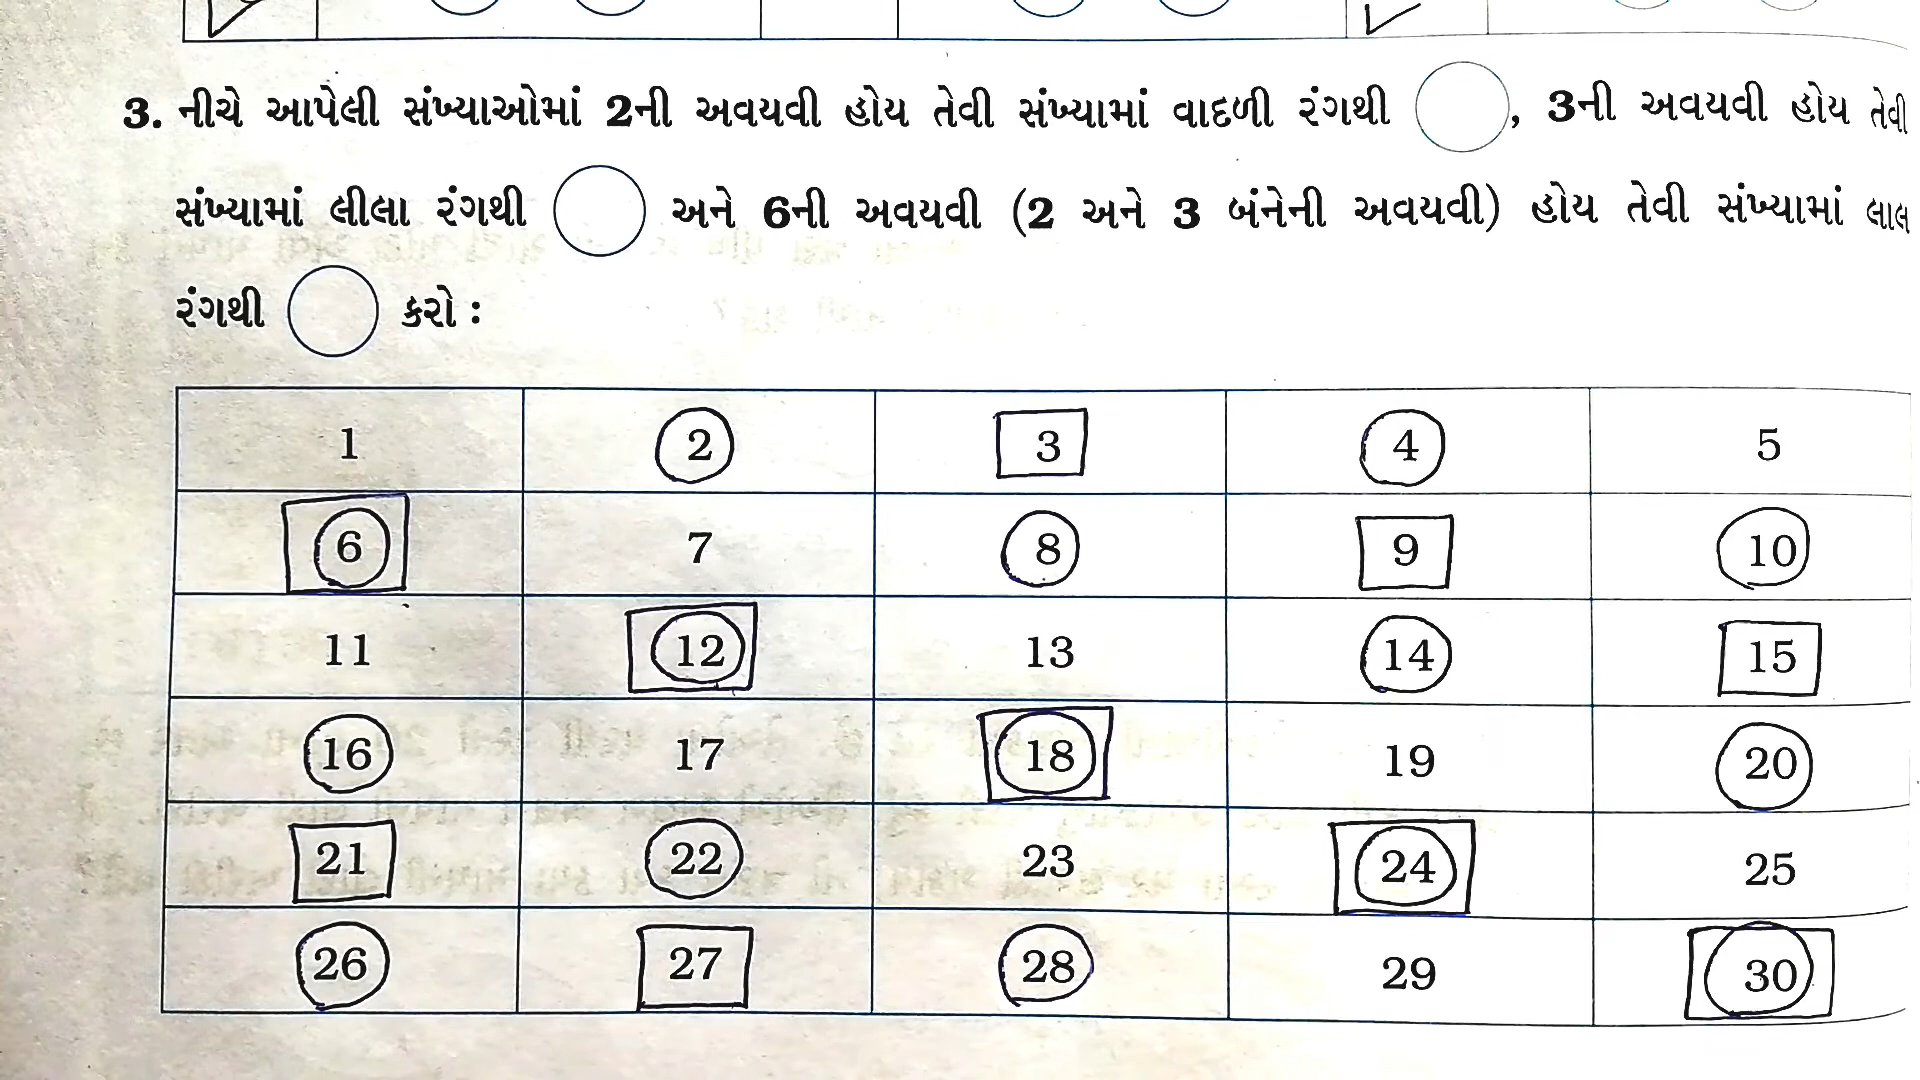 3. નીચે આપેલી સંખ્યાઓમાં 2ની અવયવી હોય તેવી સંખ્યામાં વાદળી રંગથી , 3ની અવયવી હોય તેવી
સંખ્યામાં લીલા રંગથી અને 6ની અવયવી (2 અને 3 બંનેની અવયવી) હોય તેવી સંખ્યામાં લાલ
રંગથી કરો :
1 2 3 4 5
6 7 8 9 10
11 12 13 14 15
16 17 18 19 20
21 22 23 24 25
26 27 28 29 30